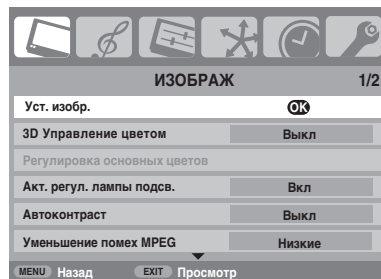 ИЗОБРАЖ 1/2
Уст. изобр. OK
3D Управление цветом Выкл
Регулировка основных цветов
Акт. регул. лампы подсв. Вкл
Автоконтраст Выкл
Уменьшение помех MPEG Низкие
MENU Назад EXIT Просмотр